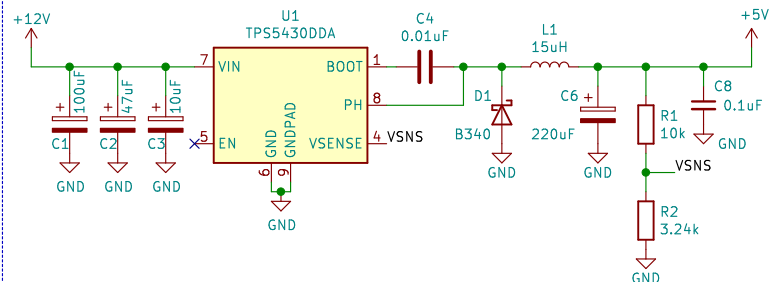 +12V
+5V
U1
TPS5430DDA
C4
0.01uF
L1
15uH
7
VIN
BOOT
1
100uF
47uF
10uF
PH
8
D1
C6
C8
0.1uF
+
+
+
+
C1
C2
C3
5
EN
GND
GNDPAD
VSENSE
4
VSNS
B340
220uF
R1
10k
GND
GND
GND
GND
6
9
GND
GND
GND
VSNS
R2
3.24k
GND